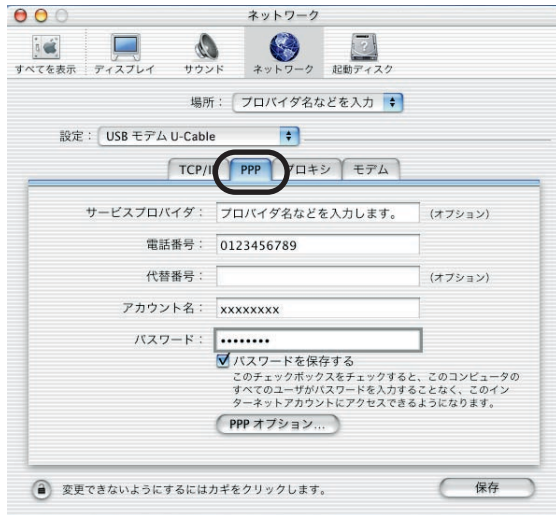 ネットワーク
すべてを表示 ディスプレイ サウンド ネットワーク 起動ディスク
場所： プロバイダ名などを入力
設定： USB モデム U-Cable
TCP/I PPP プロキシ モデム
サービスプロバイダ： プロバイダ名などを入力します。 (オプション)
電話番号： 0123456789
代替番号： (オプション)
アカウント名： xxxxxxxx
パスワード： ••••••••
パスワードを保存する
このチェックボックスをチェックすると、このコンピュータの
すべてのユーザがパスワードを入力することなく、このイン
ターネットアカウントにアクセスできるようになります。
PPP オプション...
変更できないようにするにはカギをクリックします。 保存